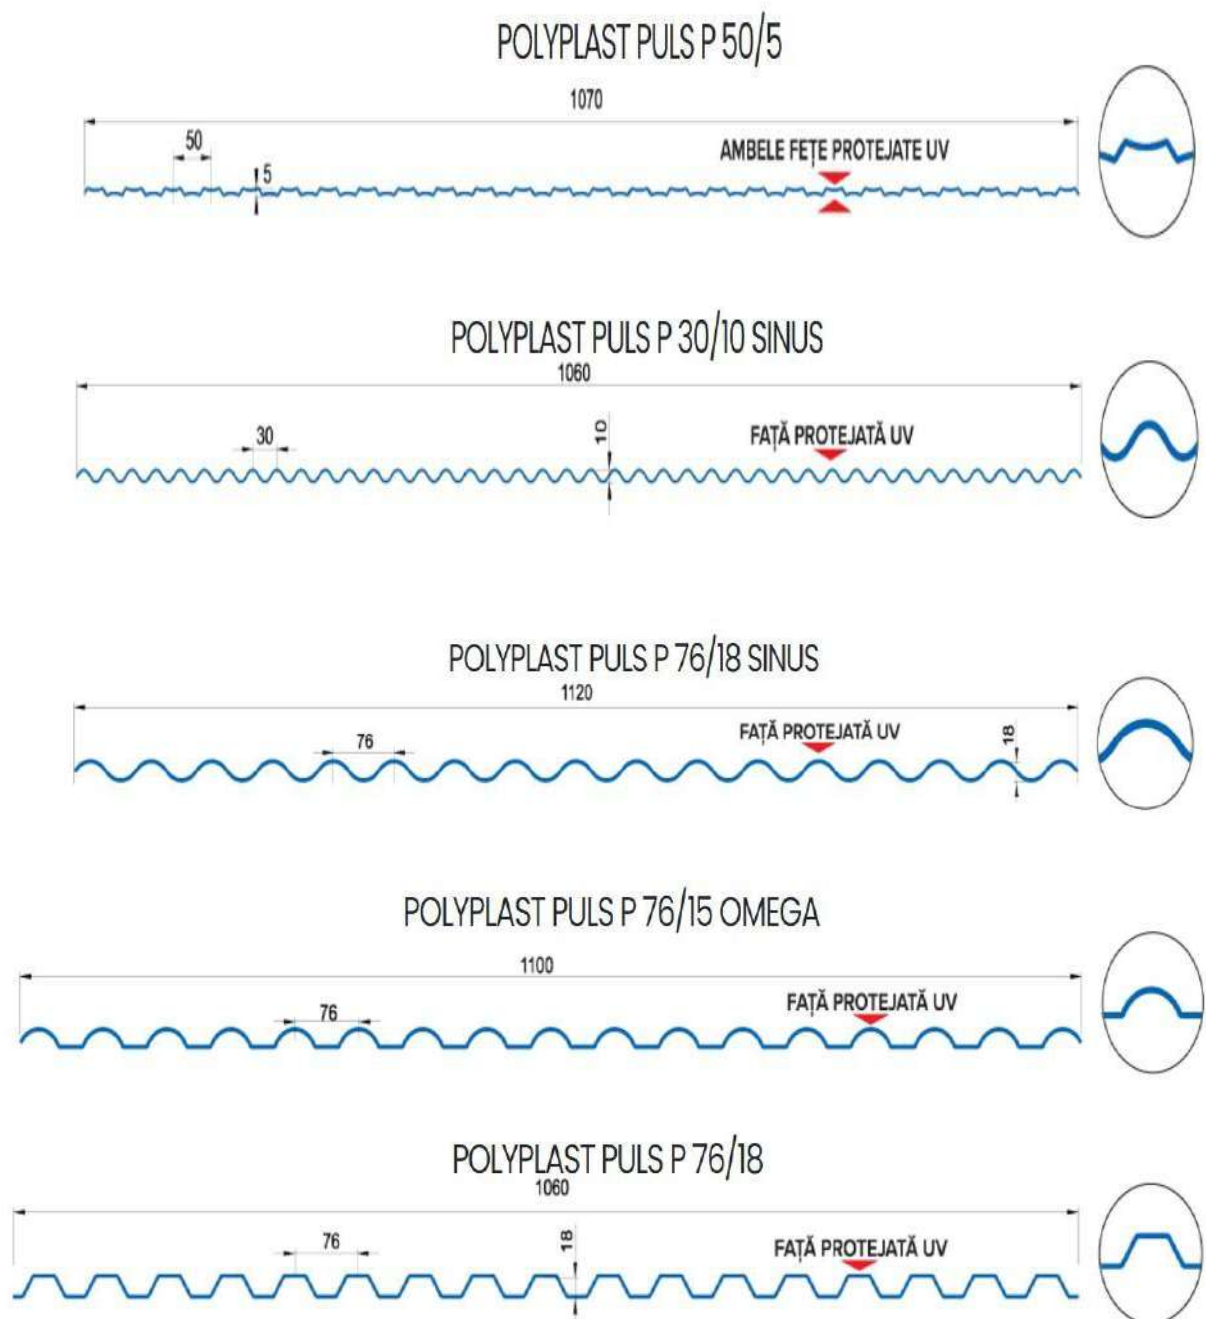 POLYPLAST PULS P 50/5
1070
50
AMBELE FEȚE PROTEJATE UV
5
POLYPLAST PULS P 30/10 SINUS
1060
30
10
FAȚĂ PROTEJATĂ UV
POLYPLAST PULS P 76/18 SINUS
1120
76
FAȚĂ PROTEJATĂ UV
18
POLYPLAST PULS P 76/15 OMEGA
1100
76
FAȚĂ PROTEJATĂ UV
POLYPLAST PULS P 76/18
1060
76
18
FAȚĂ PROTEJATĂ UV